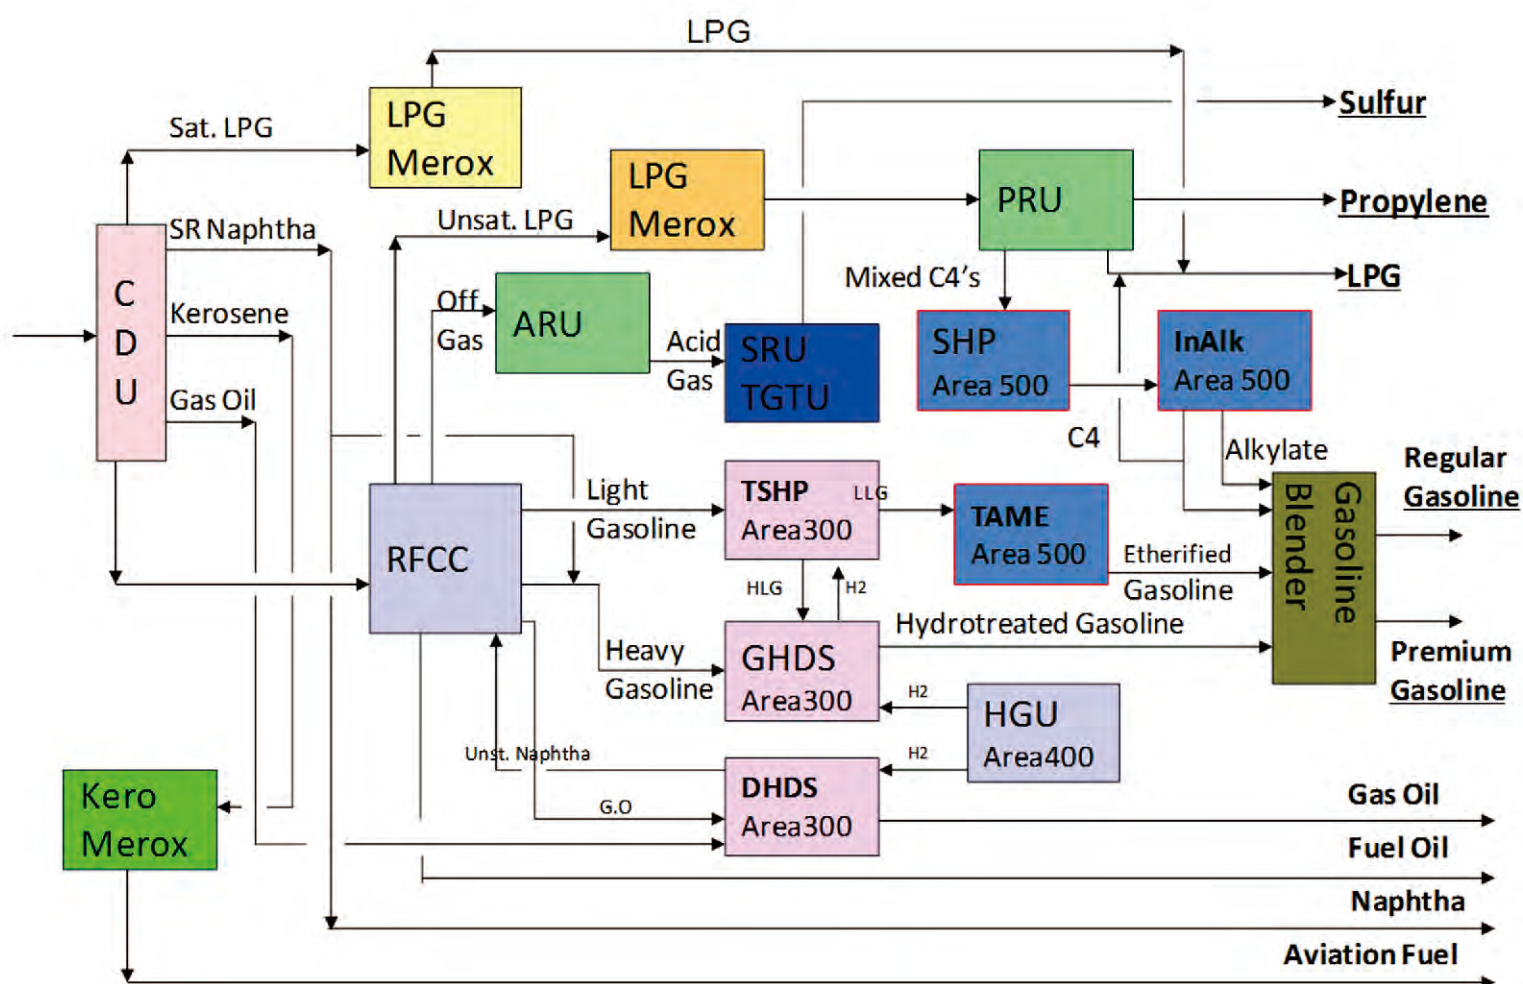 LPG
LPG
Merox
Sat. LPG
Sulfur
LPG
Merox
PRU
Propylene
SR Naphtha
Unsat. LPG
Mixed C4's
LPG
C
D
U
Kerosene
Off
Gas
ARU
Acid
Gas
SRU
TGTU
SHP
Area 500
InAlk
Area 500
Gas Oil
C4
Alkylate
Regular
Gasoline
Light
Gasoline
TSHP
Area300
LLG
TAME
Area 500
Gasoline
Blender
RFCC
Etherified
Gasoline
HLG
H2
Hydrotreated Gasoline
Heavy
Gasoline
GHDS
Area300
Premium
Gasoline
H2
HGU
Area400
Unst. Naphtha
H2
Kero
Merox
G.O
DHDS
Area300
Gas Oil
Fuel Oil
Naphtha
Aviation Fuel